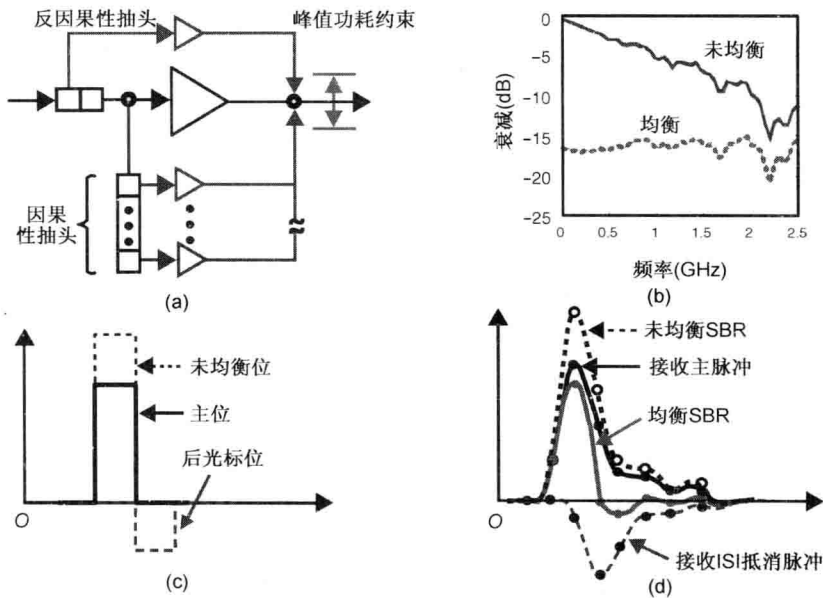 反因果性抽头
峰值功耗约束
因果
性抽头
(a)
0
-5
-10
-15
-20
-25
衰减(dB)
未均衡
均衡
0
0.5
1
1.5
2
2.5
频率(GHz)
(b)
未均衡位
主位
后光标位
O
(c)
未均衡SBR
接收主脉冲
均衡SBR
O
接收ISI抵消脉冲
(d)